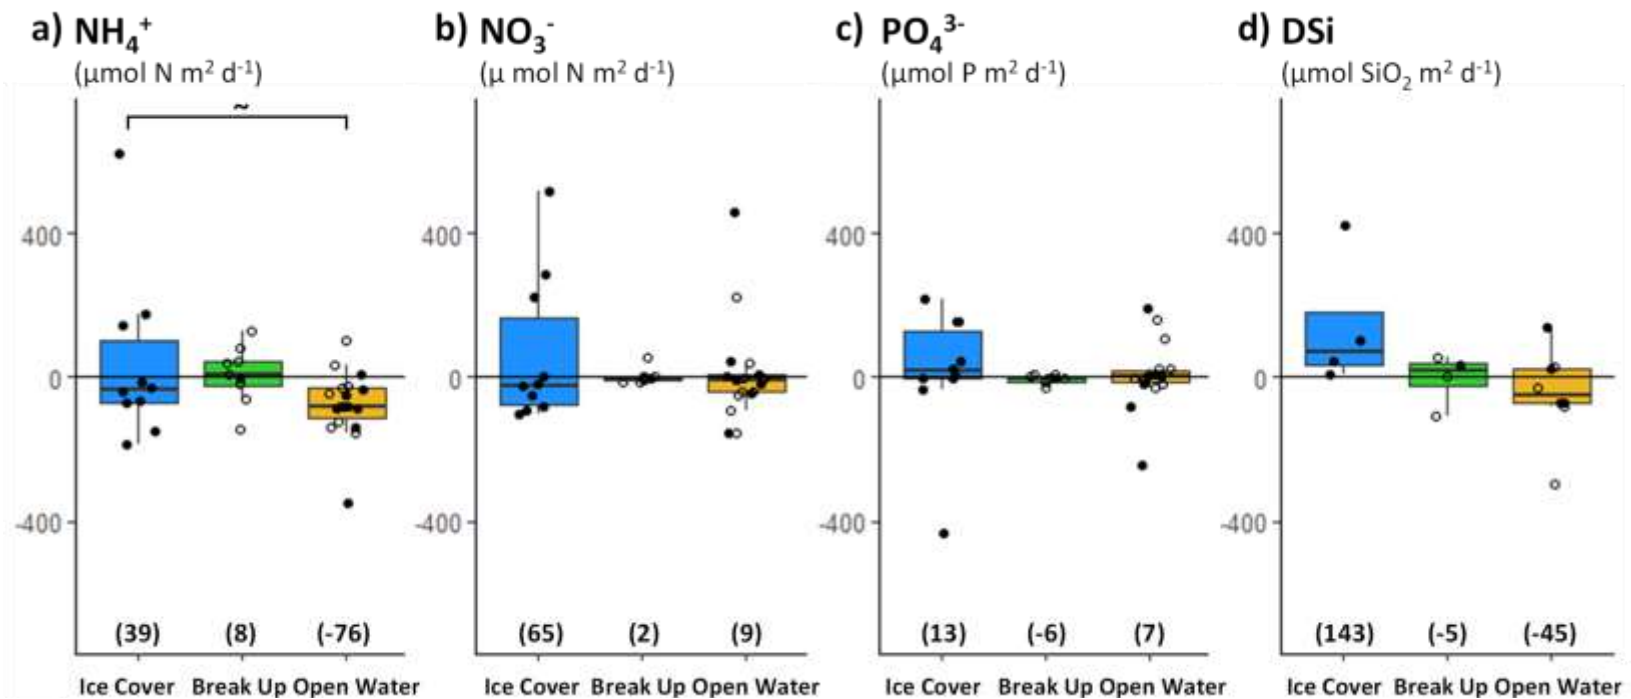 a) NH₄⁺
(µmol N m² d⁻¹)
~
400
0
-400
(39) (8) (-76)
Ice Cover Break Up Open Water
b) NO₃⁻
(µ mol N m² d⁻¹)
400
0
-400
(65) (2) (9)
Ice Cover Break Up Open Water
c) PO₄³⁻
(µmol P m² d⁻¹)
400
0
-400
(13) (-6) (7)
Ice Cover Break Up Open Water
d) DSi
(µmol SiO₂ m² d⁻¹)
400
0
-400
(143) (-5) (-45)
Ice Cover Break Up Open Water